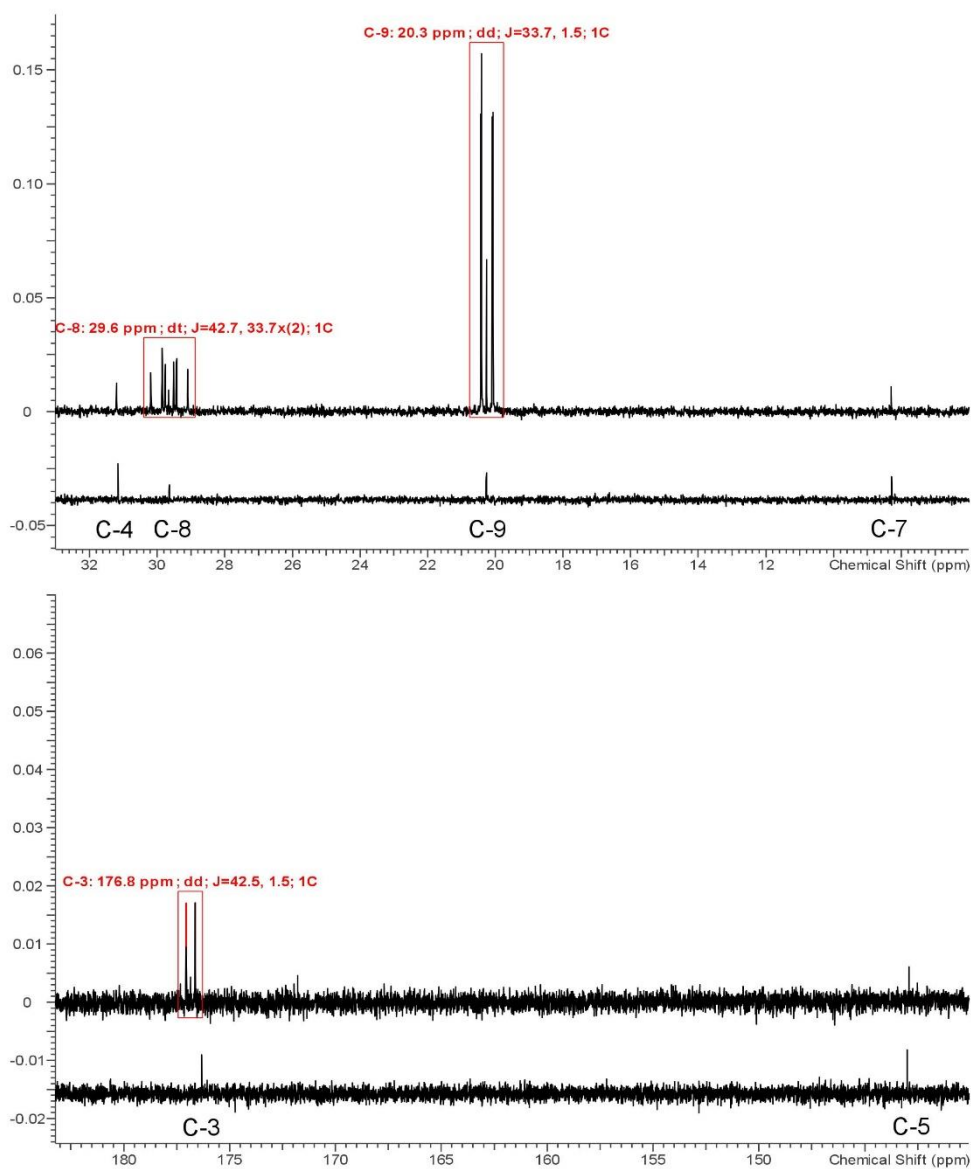 C-9: 20.3 ppm; dd; J=33.7, 1.5; 1C
0.15
0.10
0.05
C-8: 29.6 ppm; dt; J=42.7, 33.7x(2); 1C
0
-0.05
C-4 C-8 C-9 C-7
32 30 28 26 24 22 20 18 16 14 12 Chemical Shift (ppm)
0.06
0.05
0.04
0.03
0.02
C-3: 176.8 ppm; dd; J=42.5, 1.5; 1C
0.01
0
-0.01
-0.02
C-3 C-5
180 175 170 165 160 155 150 Chemical Shift (ppm)